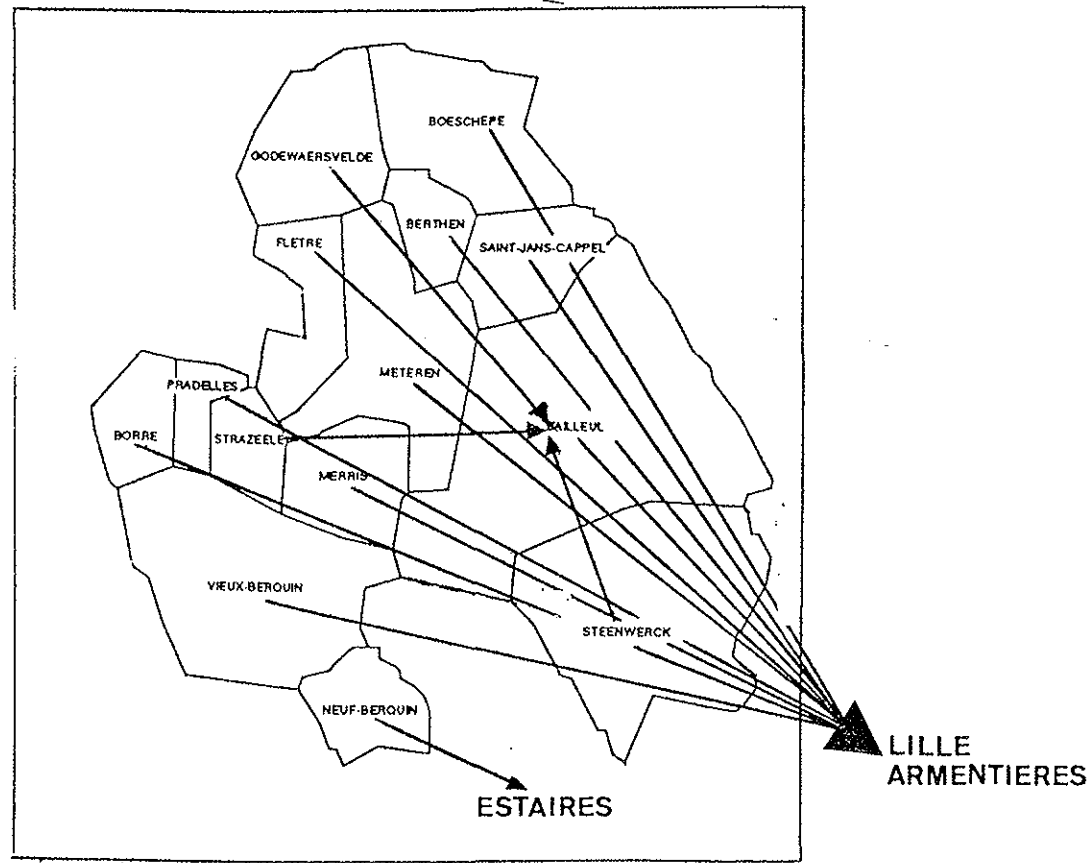 BOESCHEPE
GODEWAERSVELDE
BERTHEN
FLETRE
SAINT-JANS-CAPPEL
METEREN
PRADELLES
BAILLEUL
BORRE
STRAZEELE
MERRIS
VIEUX-BERQUIN
STEENWERCK
NEUF-BERQUIN
LILLE
ARMENTIERES
ESTAIRES